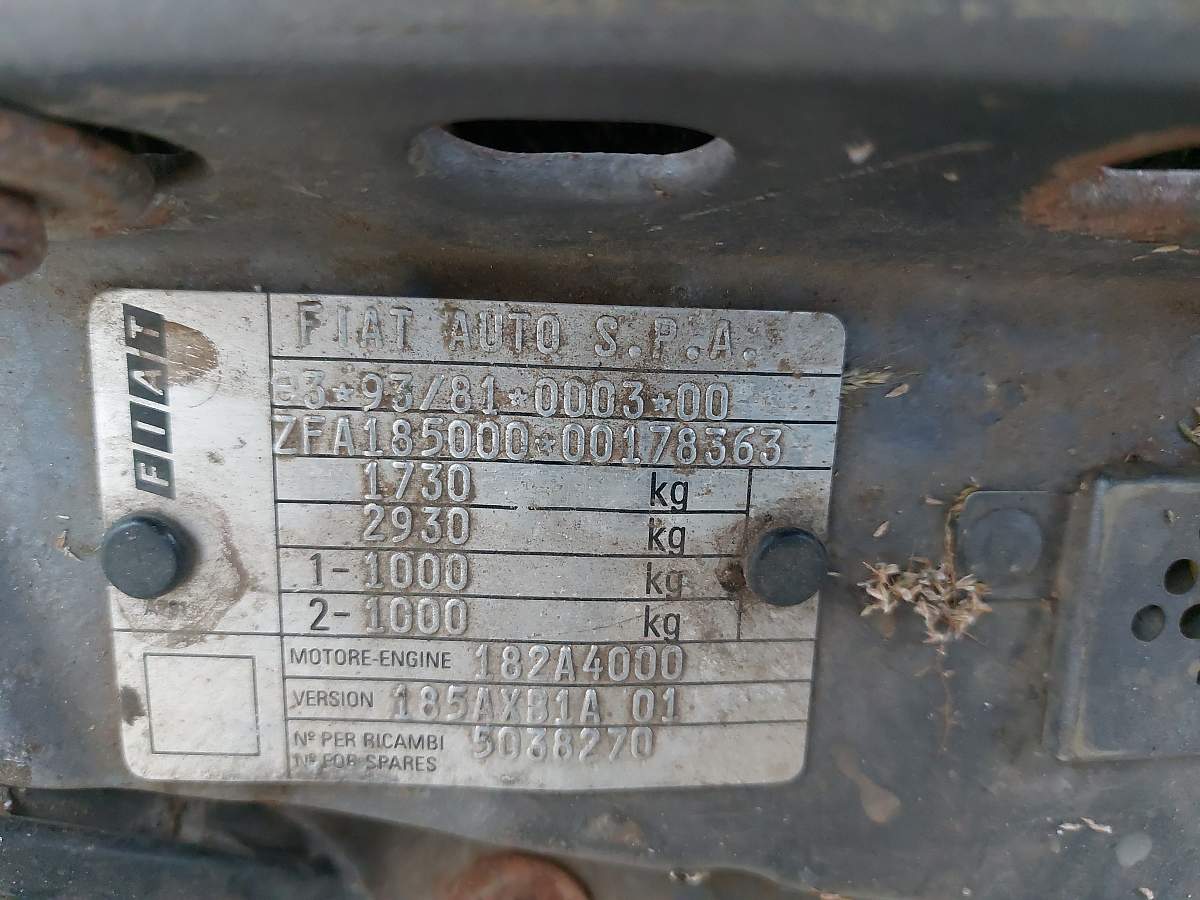 FIAT
FIAT AUTO S.P.A.
e3*93/81*0003*00
ZFA185000*00178363
1730 kg
2930 kg
1- 1000 kg
2- 1000 kg
MOTORE-ENGINE 182A4000
VERSION 185AXB1A 01
Nº PER RICAMBI 5038270
Nº FOR SPARES